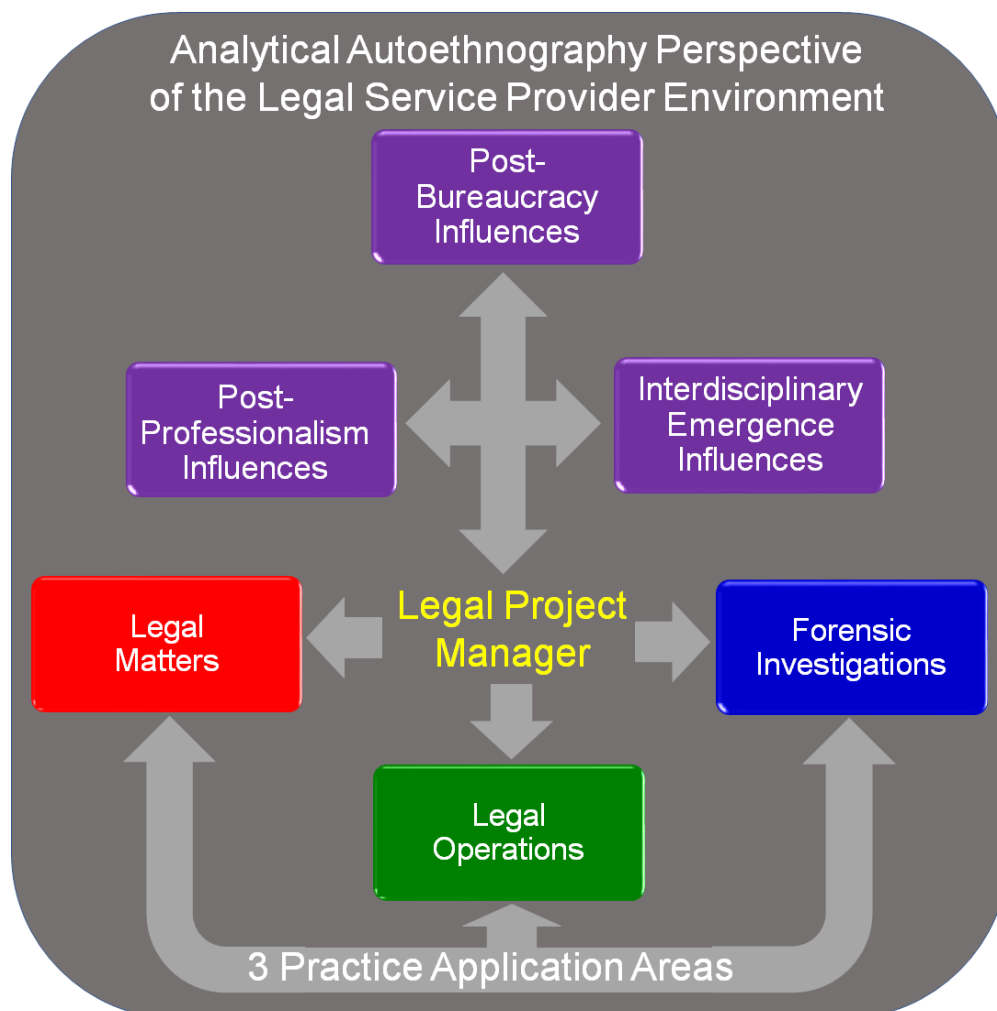 Analytical Autoethnography Perspective
of the Legal Service Provider Environment
Post-
Bureaucracy
Influences
Post-
Professionalism
Influences
Interdisciplinary
Emergence
Influences
Legal
Matters
Legal Project
Manager
Forensic
Investigations
Legal
Operations
3 Practice Application Areas